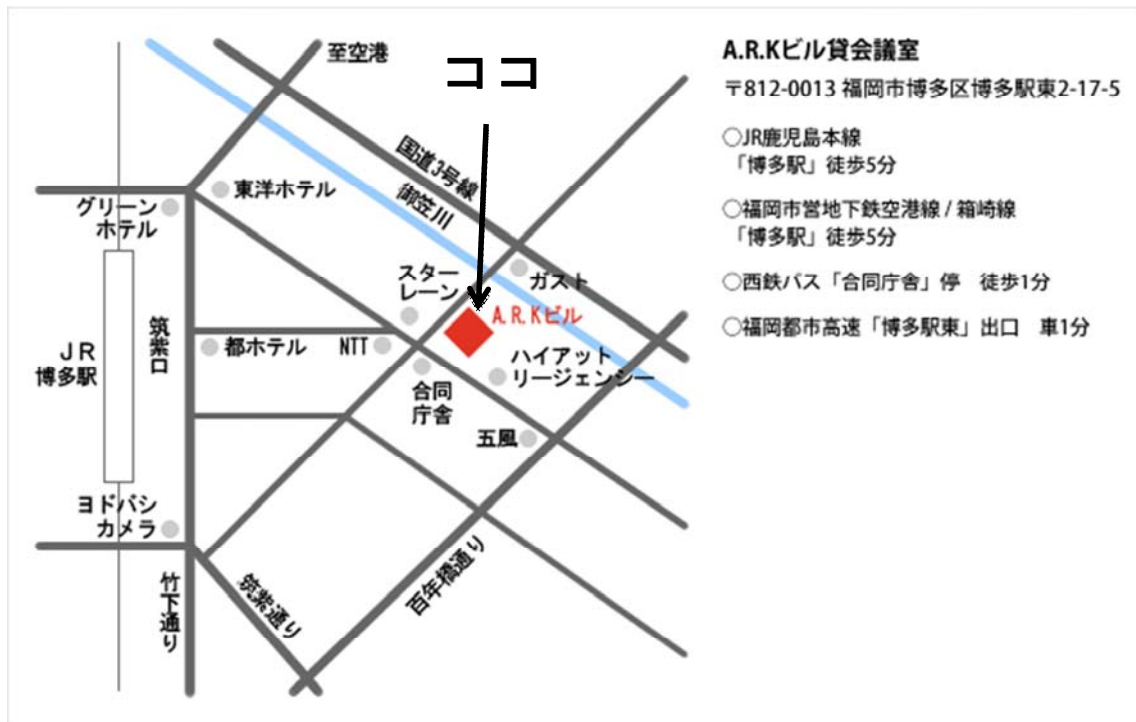 至空港
ココ
国道3号線
御笠川
東洋ホテル
グリーン
ホテル
スター
レーン
ガスト
A.R.Kビル
筑紫口
都ホテル
NTT
ハイアット
リージェンシー
JR
博多駅
合同
庁舎
五風
ヨドバシ
カメラ
竹下通り
筑紫通り
百年橋通り
A.R.Kビル貸会議室
〒812-0013 福岡市博多区博多駅東2-17-5
○JR鹿児島本線
「博多駅」徒歩5分
○福岡市営地下鉄空港線 / 箱崎線
「博多駅」徒歩5分
○西鉄バス「合同庁舎」停　徒歩1分
○福岡都市高速「博多駅東」出口　車1分